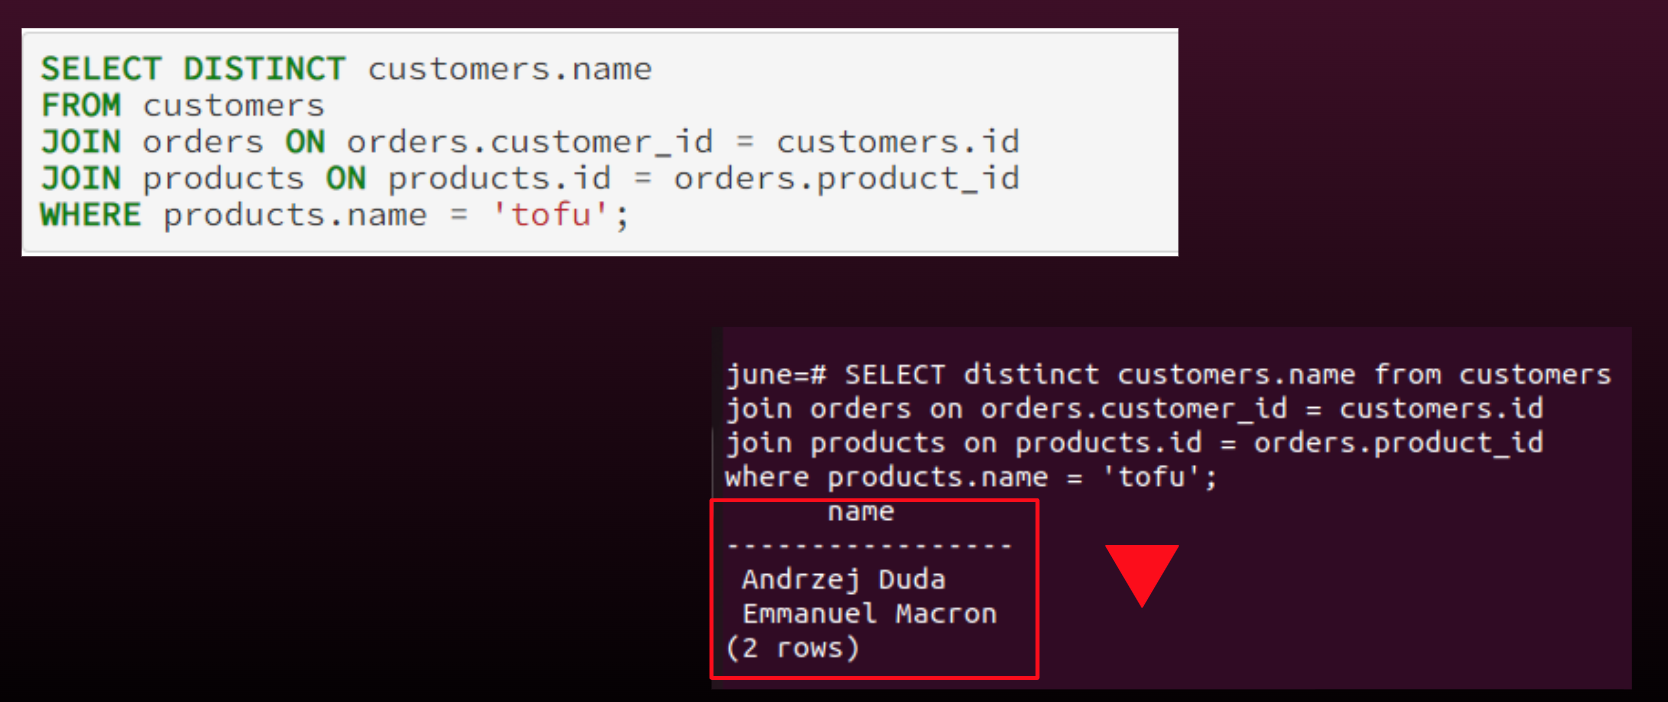 SELECT DISTINCT customers.name
FROM customers
JOIN orders ON orders.customer_id = customers.id
JOIN products ON products.id = orders.product_id
WHERE products.name = 'tofu';
june=# SELECT distinct customers.name from customers
join orders on orders.customer_id = customers.id
join products on products.id = orders.product_id
where products.name = 'tofu';
name
-----------------
Andrzej Duda
Emmanuel Macron
(2 rows)